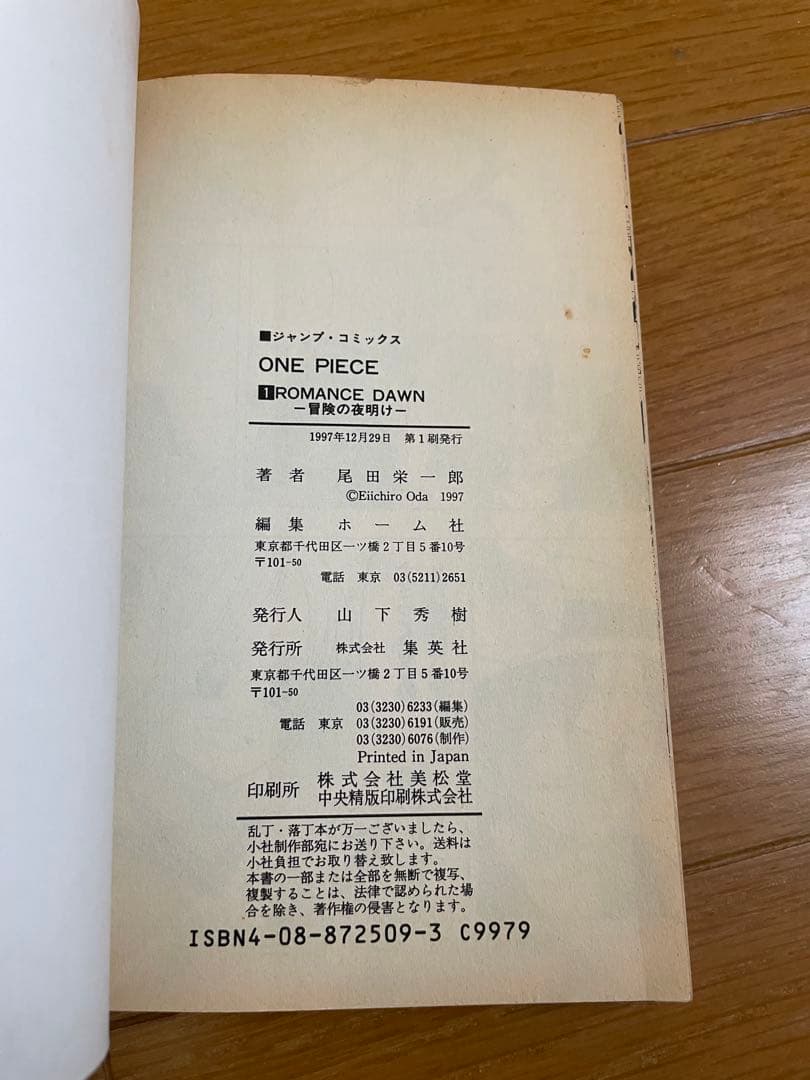 ■ジャンプ・コミックス
ONE PIECE
1 ROMANCE DAWN
―冒険の夜明け―
1997年12月29日 第1刷発行
著者 尾田栄一郎
©Eiichiro Oda 1997
編集 ホーム社
東京都千代田区一ツ橋2丁目5番10号
〒101-50
電話 東京 03(5211)2651
発行人 山下秀樹
発行所 株式会社 集英社
東京都千代田区一ツ橋2丁目5番10号
〒101-50
03(3230)6233(編集)
電話 東京 03(3230)6191(販売)
03(3230)6076(制作)
Printed in Japan
印刷所 株式会社美松堂
中央精版印刷株式会社
乱丁・落丁本が万一ございましたら、
小社制作部宛にお送り下さい。送料は
小社負担でお取り替え致します。
本書の一部または全部を無断で複写、
複製することは、法律で認められた場
合を除き、著作権の侵害となります。
ISBN4-08-872509-3 C9979